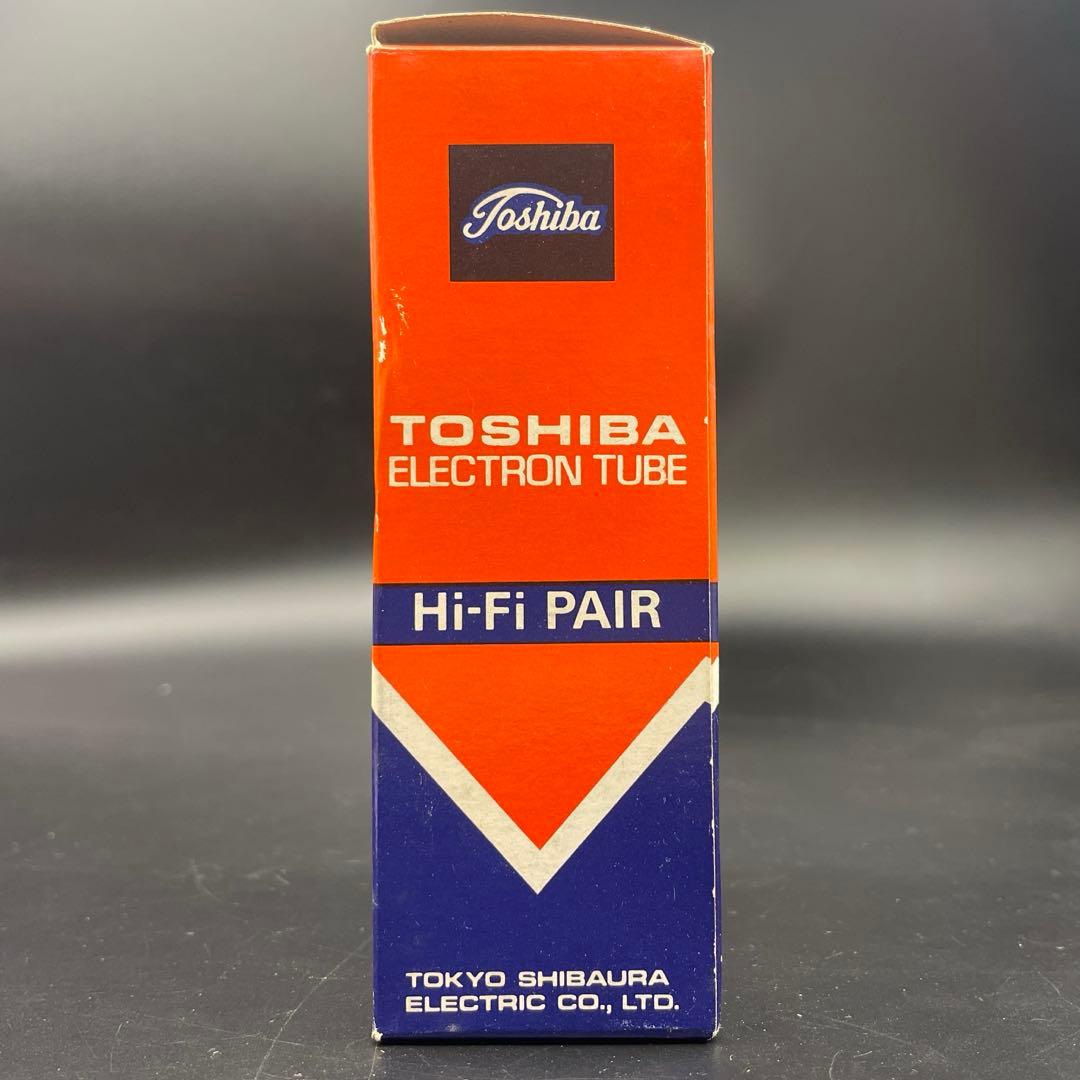 Toshiba
TOSHIBA
ELECTRON TUBE
Hi-Fi PAIR
TOKYO SHIBAURA
ELECTRIC CO., LTD.